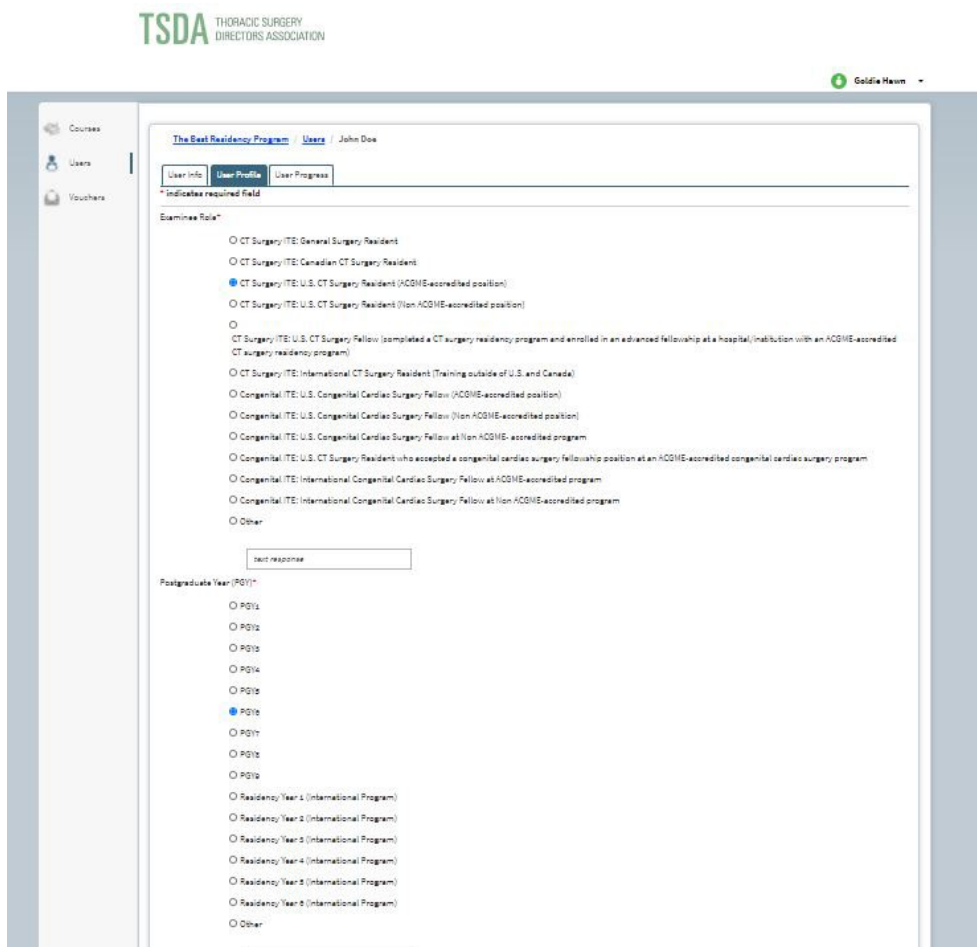 TSDA THORACIC SURGERY
DIRECTORS ASSOCIATION
Goldie Hawn
Courses
Users
Vouchers
The Best Residency Program / Users / John Doe
User Info User Profile User Progress
* indicates required field
Examinee Role*
CT Surgery ITE: General Surgery Resident
CT Surgery ITE: Canadian CT Surgery Resident
CT Surgery ITE: U.S. CT Surgery Resident (ACGME-accredited position)
CT Surgery ITE: U.S. CT Surgery Resident (Non ACGME-accredited position)
CT Surgery ITE: U.S. CT Surgery Fellow (completed a CT surgery residency program and enrolled in an advanced fellowship at a hospital/institution with an ACGME-accredited
CT surgery residency program)
CT Surgery ITE: International CT Surgery Resident (Training outside of U.S. and Canada)
Congenital ITE: U.S. Congenital Cardiac Surgery Fellow (ACGME-accredited position)
Congenital ITE: U.S. Congenital Cardiac Surgery Fellow (Non ACGME-accredited position)
Congenital ITE: U.S. Congenital Cardiac Surgery Fellow at Non ACGME- accredited program
Congenital ITE: U.S. CT Surgery Resident who accepted a congenital cardiac surgery fellowship position at an ACGME-accredited congenital cardiac surgery program
Congenital ITE: International Congenital Cardiac Surgery Fellow at ACGME-accredited program
Congenital ITE: International Congenital Cardiac Surgery Fellow at Non ACGME-accredited program
Other
text response
Postgraduate Year (PGY)*
PGY1
PGY2
PGY3
PGY4
PGY5
PGY6
PGY7
PGY8
PGY9
Residency Year 1 (International Program)
Residency Year 2 (International Program)
Residency Year 3 (International Program)
Residency Year 4 (International Program)
Residency Year 5 (International Program)
Residency Year 6 (International Program)
Other